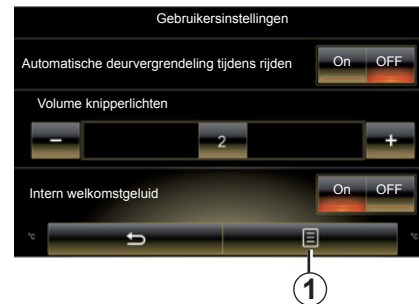 Gebruikersinstellingen
Automatische deurvergrendeling tijdens rijden On OFF
Volume knipperlichten
− 2 +
Intern welkomstgeluid On OFF
°C °C
1